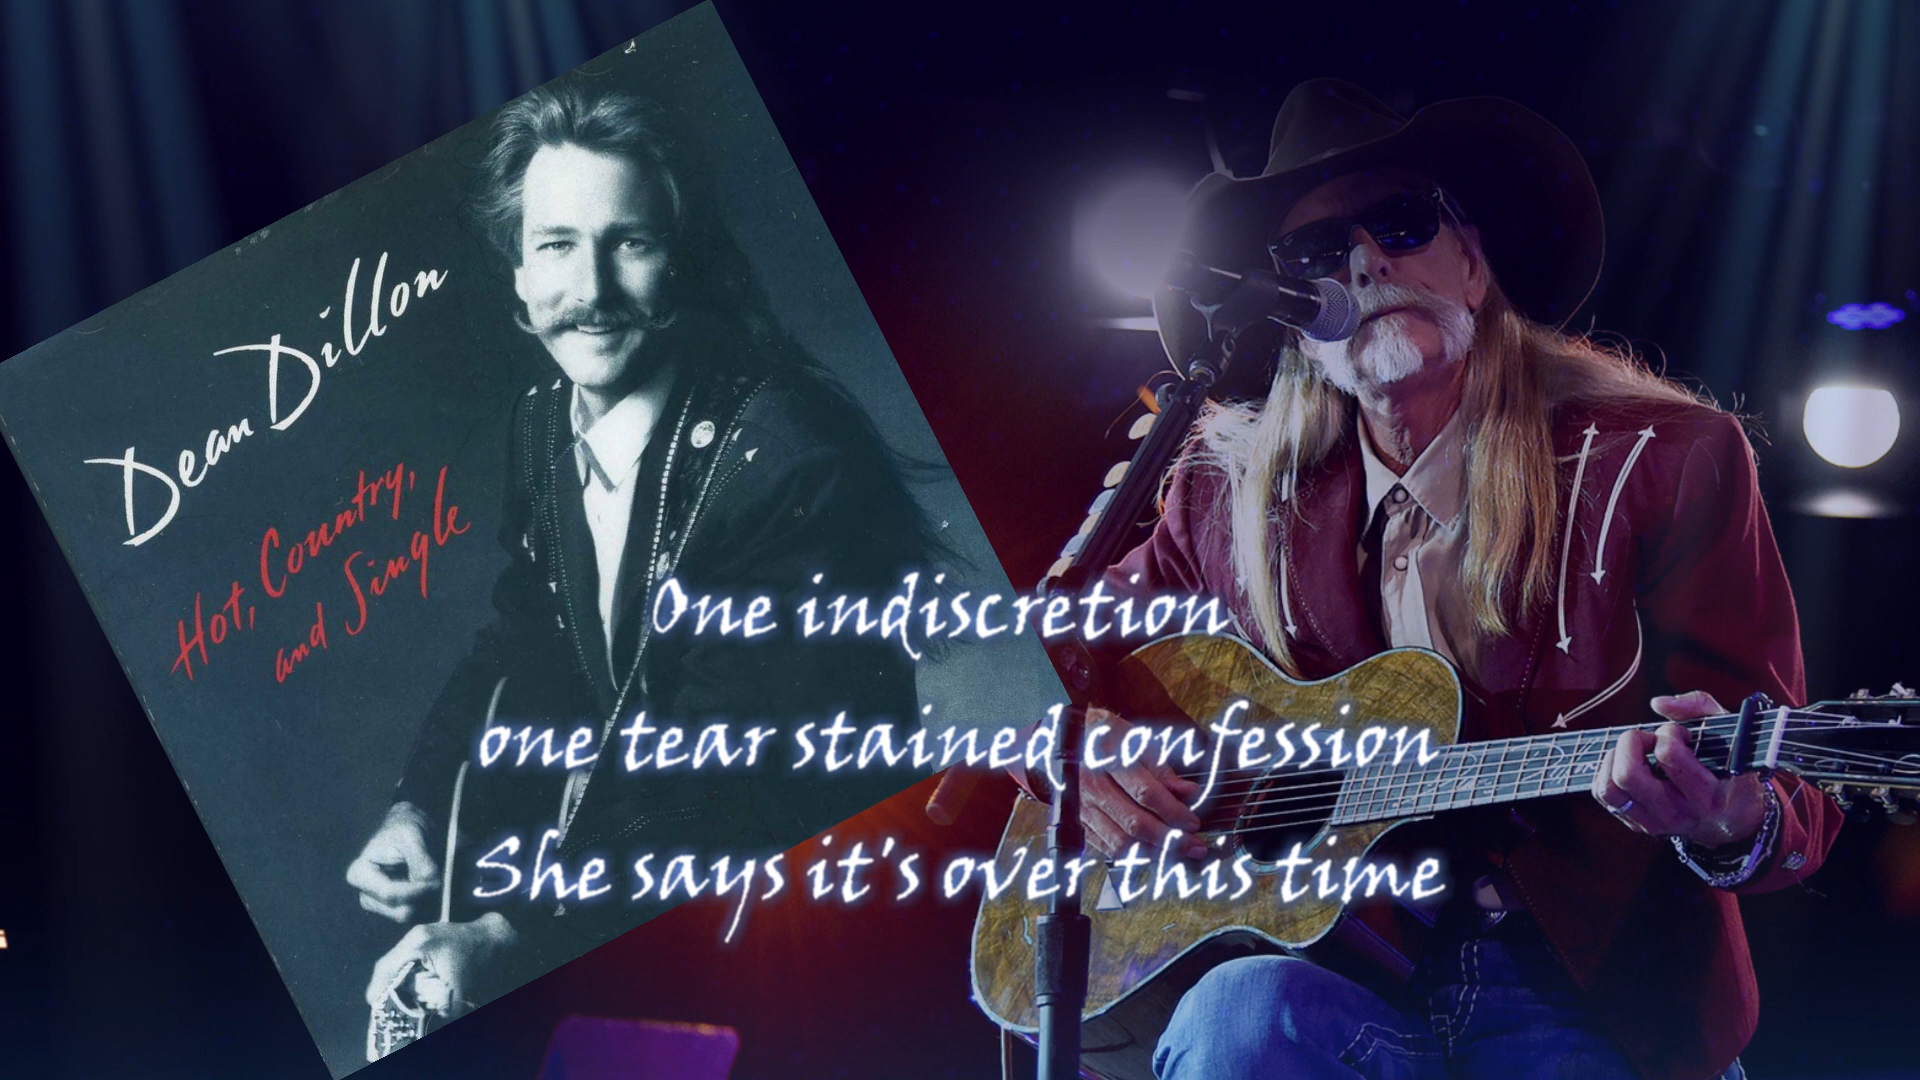 Dean Dillon
Hot, Country,
and Single
One indiscretion
one tear stained confession
She says it's over this time